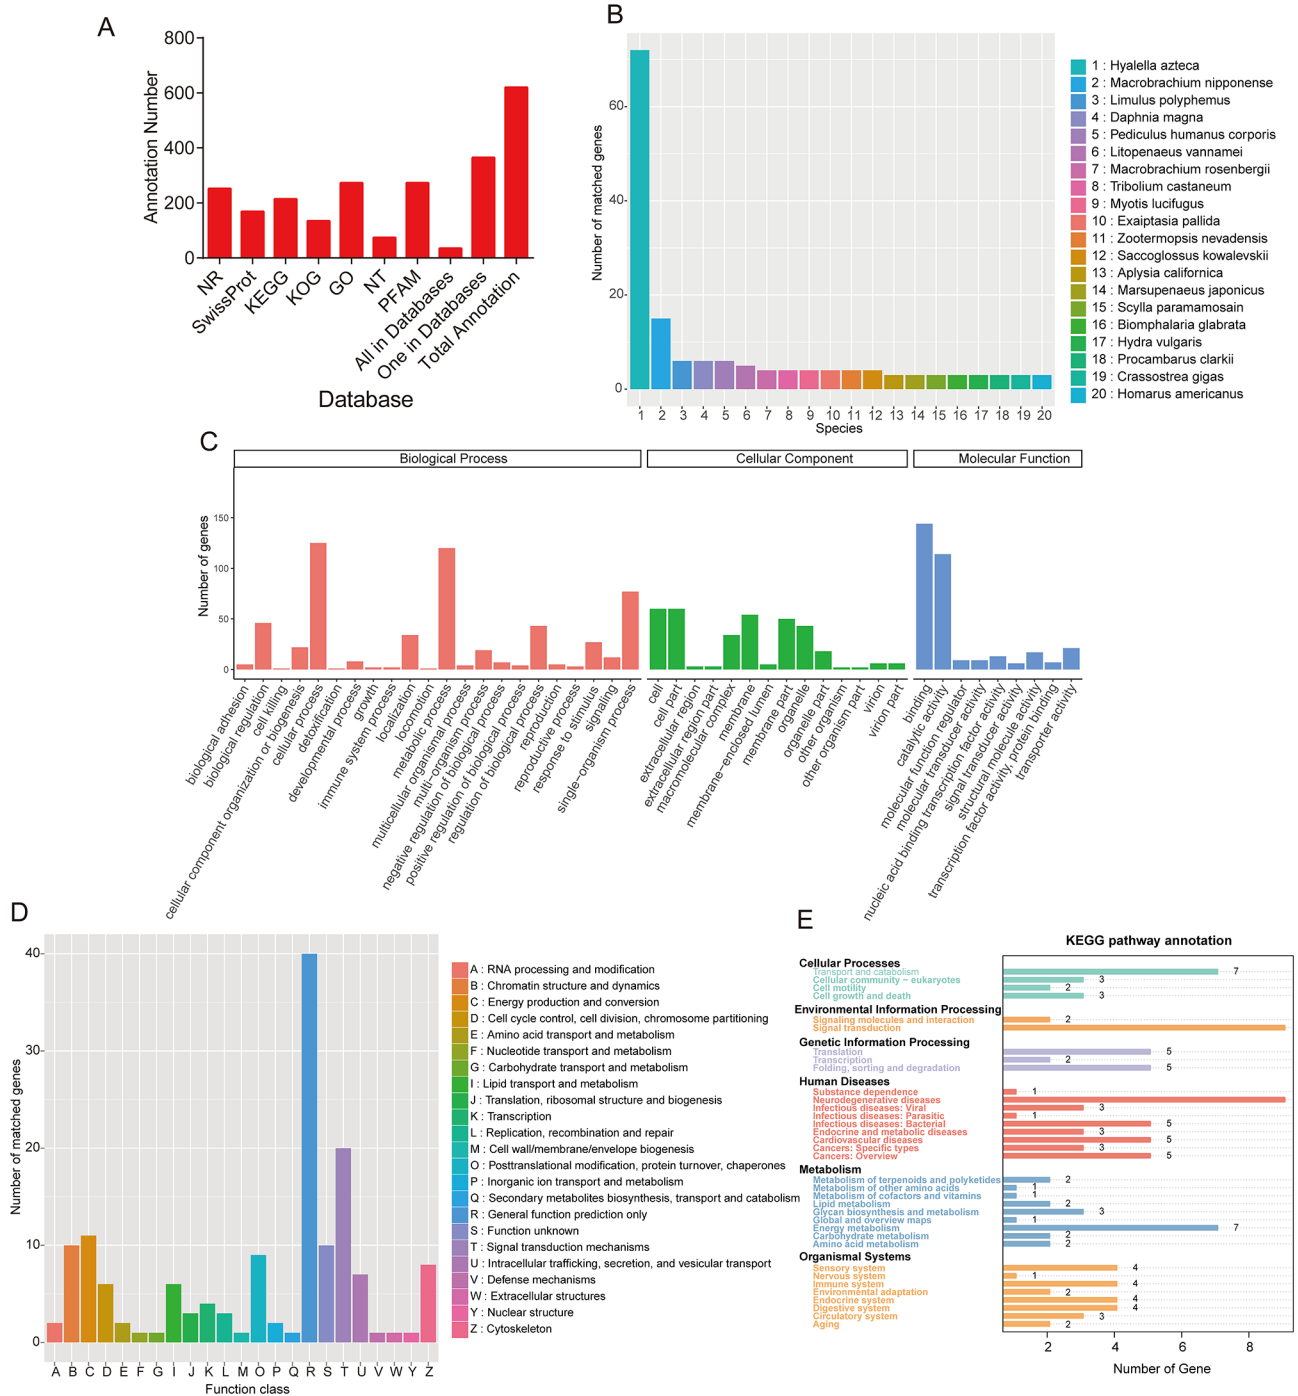 A
Annotation Number
800
600
400
200
0
NR
SwissProt
KEGG
KOG
GO
NT
PFAM
All in Databases
One in Databases
Total Annotation
Database
B
Number of matched genes
60
40
20
0
1 2 3 4 5 6 7 8 9 10 11 12 13 14 15 16 17 18 19 20
Species
1 : Hyalella azteca
2 : Macrobrachium nipponense
3 : Limulus polyphemus
4 : Daphnia magna
5 : Pediculus humanus corporis
6 : Litopenaeus vannamei
7 : Macrobrachium rosenbergii
8 : Tribolium castaneum
9 : Myotis lucifugus
10 : Exaiptasia pallida
11 : Zootermopsis nevadensis
12 : Saccoglossus kowalevskii
13 : Aplysia californica
14 : Marsupenaeus japonicus
15 : Scylla paramamosain
16 : Biomphalaria glabrata
17 : Hydra vulgaris
18 : Procambarus clarkii
19 : Crassostrea gigas
20 : Homarus americanus
C
Biological Process
Cellular Component
Molecular Function
Number of genes
150
100
50
0
biological adhesion
biological regulation
cell killing
cellular component organization or biogenesis
cellular process
detoxification
developmental process
growth
immune system process
localization
locomotion
metabolic process
multicellular organismal process
multi−organism process
negative regulation of biological process
positive regulation of biological process
regulation of biological process
reproduction
reproductive process
response to stimulus
signaling
single−organism process
cell
cell part
extracellular region
extracellular region part
macromolecular complex
membrane
membrane−enclosed lumen
membrane part
organelle
organelle part
other organism
other organism part
virion
virion part
binding
catalytic activity
molecular function regulator
molecular transducer activity
nucleic acid binding transcription factor activity
signal transducer activity
structural molecule activity
transcription factor activity, protein binding
transporter activity
D
Number of matched genes
40
30
20
10
0
A B C D E F G I J K L M O P Q R S T U V W Y Z
Function class
A : RNA processing and modification
B : Chromatin structure and dynamics
C : Energy production and conversion
D : Cell cycle control, cell division, chromosome partitioning
E : Amino acid transport and metabolism
F : Nucleotide transport and metabolism
G : Carbohydrate transport and metabolism
I : Lipid transport and metabolism
J : Translation, ribosomal structure and biogenesis
K : Transcription
L : Replication, recombination and repair
M : Cell wall/membrane/envelope biogenesis
O : Posttranslational modification, protein turnover, chaperones
P : Inorganic ion transport and metabolism
Q : Secondary metabolites biosynthesis, transport and catabolism
R : General function prediction only
S : Function unknown
T : Signal transduction mechanisms
U : Intracellular trafficking, secretion, and vesicular transport
V : Defense mechanisms
W : Extracellular structures
Y : Nuclear structure
Z : Cytoskeleton
E
KEGG pathway annotation
Cellular Processes
Transport and catabolism 7
Cellular community − eukaryotes 3
Cell motility 2
Cell growth and death 3
Environmental Information Processing
Signaling molecules and interaction 2
Signal transduction
Genetic Information Processing
Translation 5
Transcription 2
Folding, sorting and degradation 5
Human Diseases
Substance dependence 1
Neurodegenerative diseases
Infectious diseases: Viral 3
Infectious diseases: Parasitic 1
Infectious diseases: Bacterial 5
Endocrine and metabolic diseases 3
Cardiovascular diseases 5
Cancers: Specific types 3
Cancers: Overview 5
Metabolism
Metabolism of terpenoids and polyketides 2
Metabolism of other amino acids 1
Metabolism of cofactors and vitamins 1
Lipid metabolism 2
Glycan biosynthesis and metabolism 3
Global and overview maps 1
Energy metabolism 7
Carbohydrate metabolism 2
Amino acid metabolism 2
Organismal Systems
Sensory system 4
Nervous system 1
Immune system 4
Environmental adaptation 2
Endocrine system 4
Digestive system 4
Circulatory system 3
Aging 2
2 4 6 8
Number of Gene